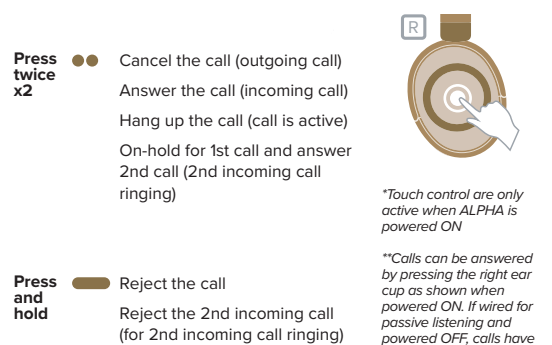 Press
twice
x2
Cancel the call (outgoing call)
Answer the call (incoming call)
Hang up the call (call is active)
On-hold for 1st call and answer
2nd call (2nd incoming call
ringing)
Press
and
hold
Reject the call
Reject the 2nd incoming call
(for 2nd incoming call ringing)
R
*Touch control are only
active when ALPHA is
powered ON
**Calls can be answered
by pressing the right ear
cup as shown when
powered ON. If wired for
passive listening and
powered OFF, calls have